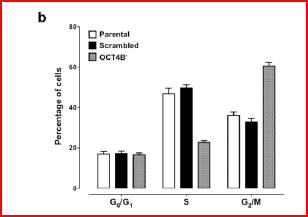 b
Parental
Scrambled
OCT4B⁻
Percentage of cells
80
60
40
20
0
G₀/G₁ S G₂/M